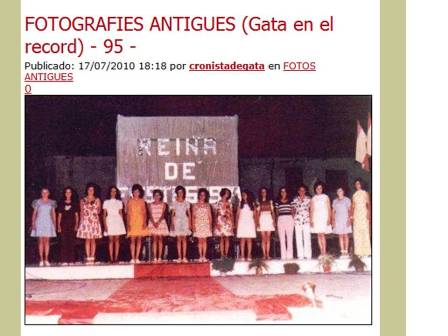 FOTOGRAFIES ANTIGUES (Gata en el
record) - 95 -
Publicado: 17/07/2010 18:18 por cronistadegata en FOTOS
ANTIGUES
0
REINA
DE